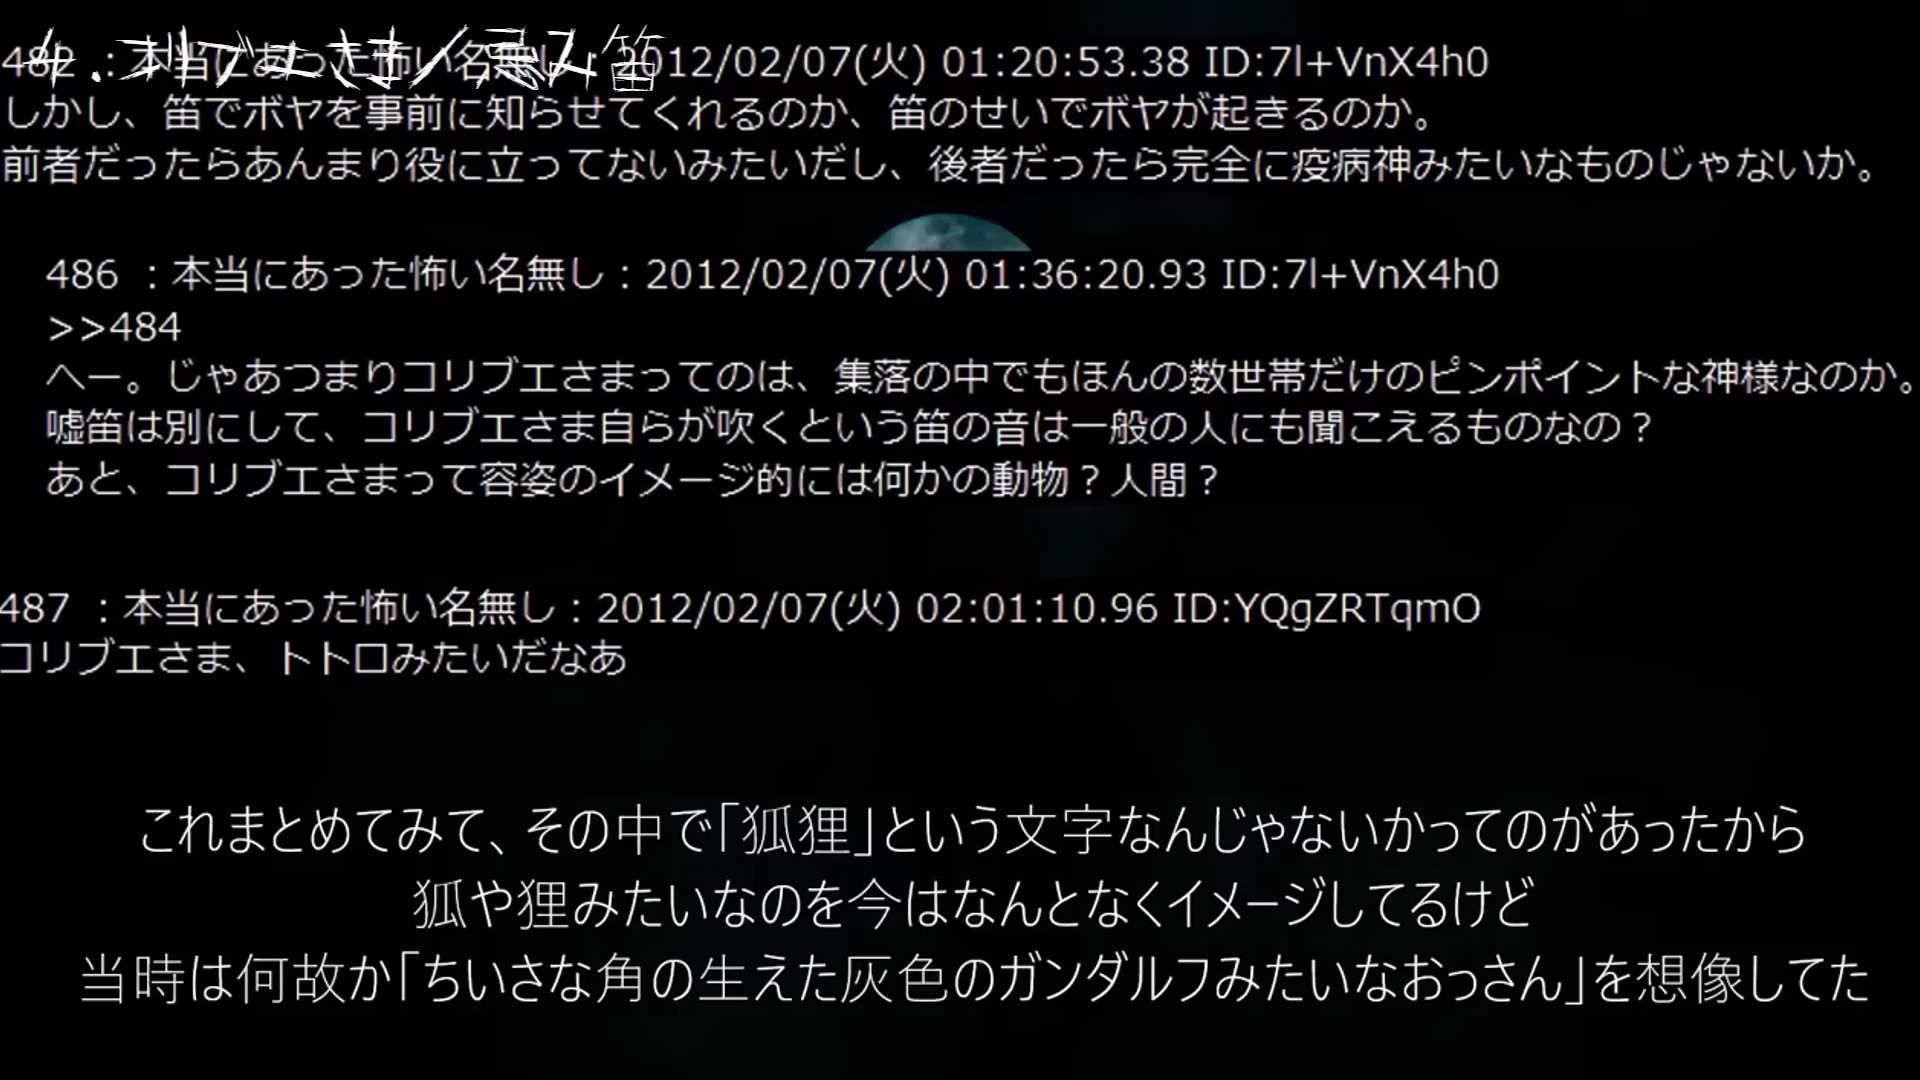 4.コリブエさま/忌み笛
482 ：本当にあった怖い名無し：2012/02/07(火) 01:20:53.38 ID:7l+VnX4h0
しかし、笛でボヤを事前に知らせてくれるのか、笛のせいでボヤが起きるのか。
前者だったらあんまり役に立ってないみたいだし、後者だったら完全に疫病神みたいなものじゃないか。
486 ：本当にあった怖い名無し：2012/02/07(火) 01:36:20.93 ID:7l+VnX4h0
>>484
へー。じゃあつまりコリブエさまってのは、集落の中でもほんの数世帯だけのピンポイントな神様なのか。
嘘笛は別にして、コリブエさま自らが吹くという笛の音は一般の人にも聞こえるものなの？
あと、コリブエさまって容姿のイメージ的には何かの動物？人間？
487 ：本当にあった怖い名無し：2012/02/07(火) 02:01:10.96 ID:YQgZRTqmO
コリブエさま、トトロみたいだなあ
これまとめてみて、その中で「狐狸」という文字なんじゃないかってのがあったから
狐や狸みたいなのを今はなんとなくイメージしてるけど
当時は何故か「ちいさな角の生えた灰色のガンダルフみたいなおっさん」を想像してた